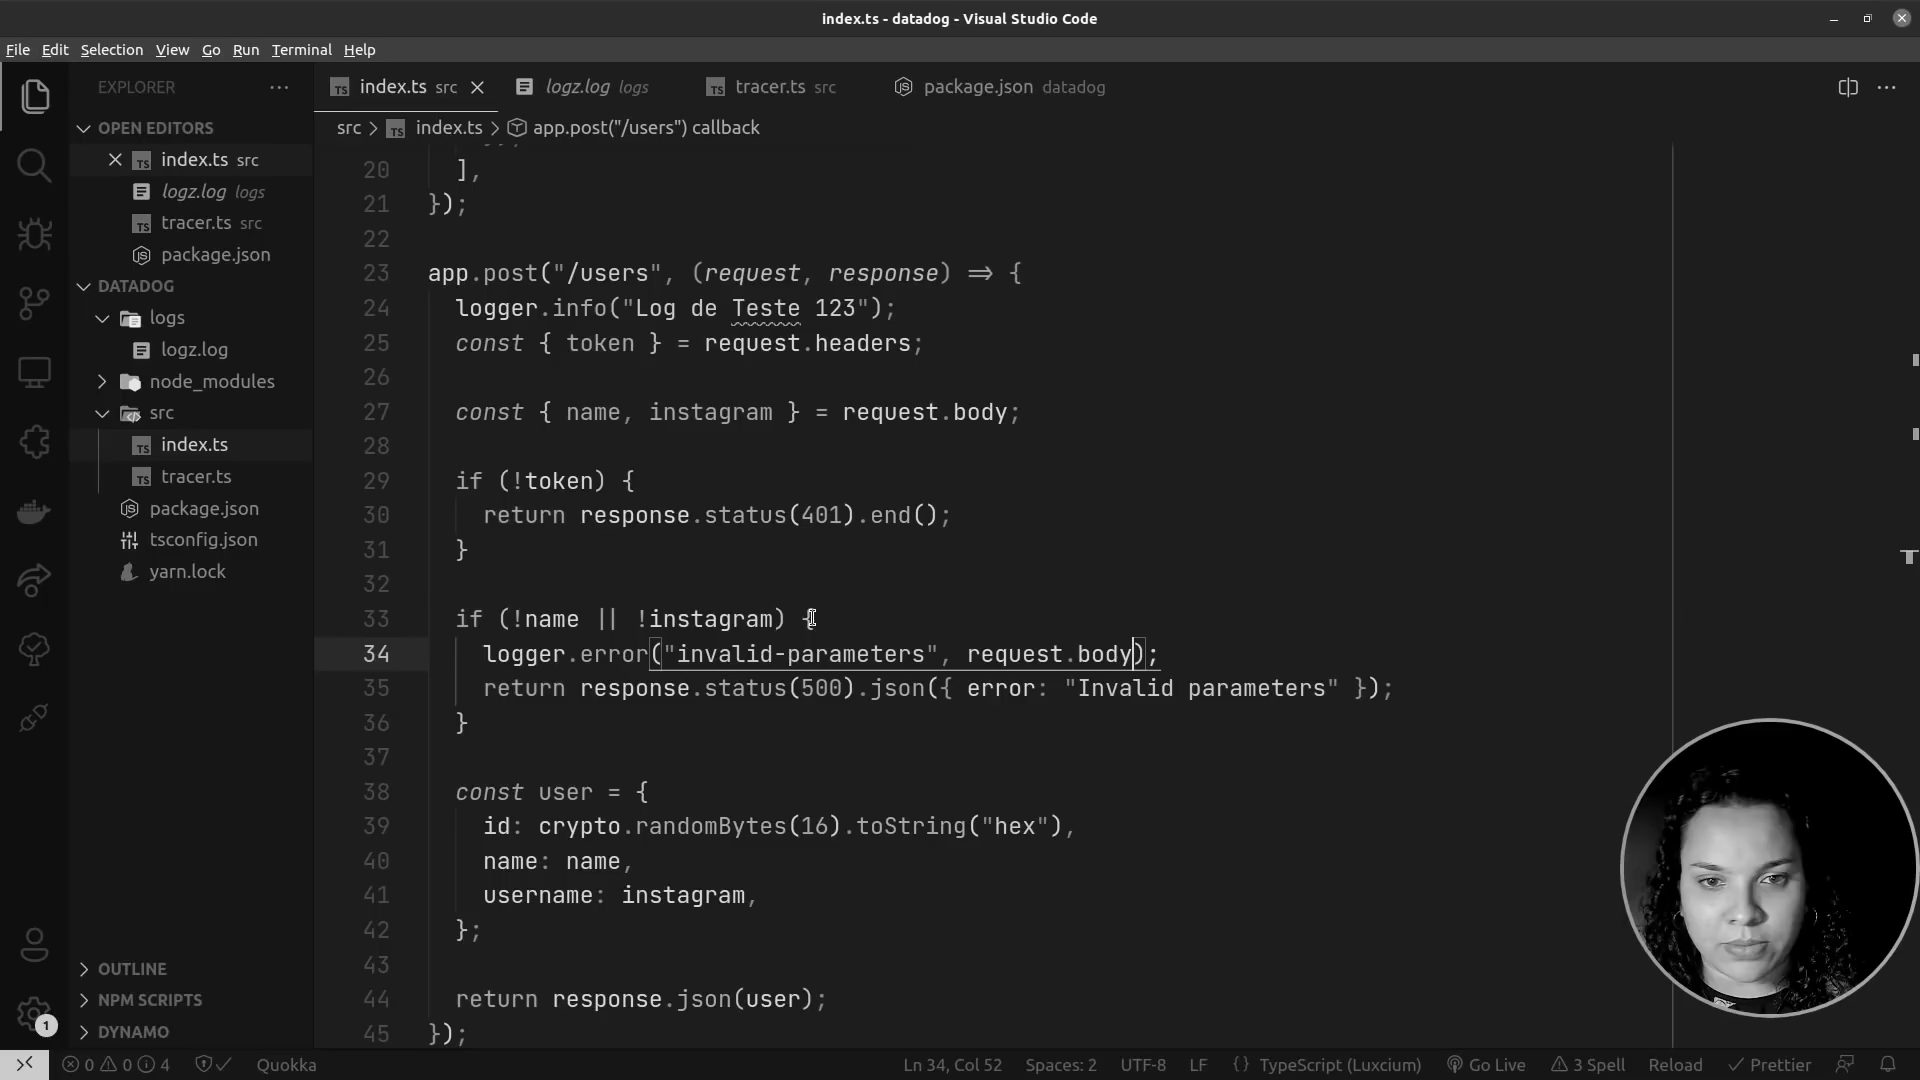 index.ts - datadog - Visual Studio Code
File Edit Selection View Go Run Terminal Help
EXPLORER
index.ts src
logz.log logs
tracer.ts src
package.json datadog
src > index.ts > app.post("/users") callback
OPEN EDITORS
index.ts src
logz.log logs
tracer.ts src
package.json
DATADOG
logs
logz.log
node_modules
src
index.ts
tracer.ts
package.json
tsconfig.json
yarn.lock
OUTLINE
NPM SCRIPTS
DYNAMO
20 ],
21 });
22
23 app.post("/users", (request, response) => {
24 logger.info("Log de Teste 123");
25 const { token } = request.headers;
26
27 const { name, instagram } = request.body;
28
29 if (!token) {
30 return response.status(401).end();
31 }
32
33 if (!name || !instagram) {
34 logger.error("invalid-parameters", request.body);
35 return response.status(500).json({ error: "Invalid parameters" });
36 }
37
38 const user = {
39 id: crypto.randomBytes(16).toString("hex"),
40 name: name,
41 username: instagram,
42 };
43
44 return response.json(user);
45 });
1
0 0 4 Quokka Ln 34, Col 52 Spaces: 2 UTF-8 LF {} TypeScript (Luxcium) Go Live 3 Spell Reload Prettier